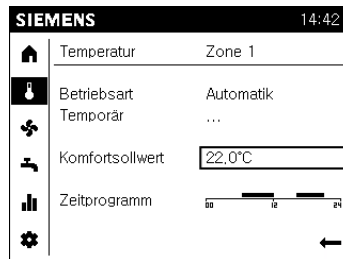 SIEMENS 14:42
Temperatur Zone 1
Betriebsart Automatik
Temporär ...
Komfortsollwert 22,0°C
Zeitprogramm
00 12 24